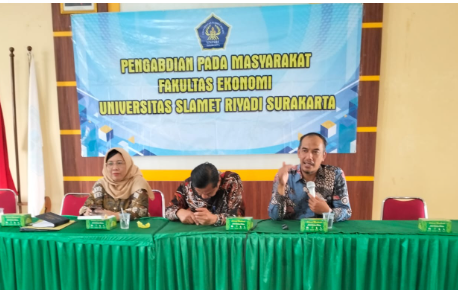 PENGABDIAN PADA MASYARAKAT
FAKULTAS EKONOMI
UNIVERSITAS SLAMET RIYADI SURAKARTA